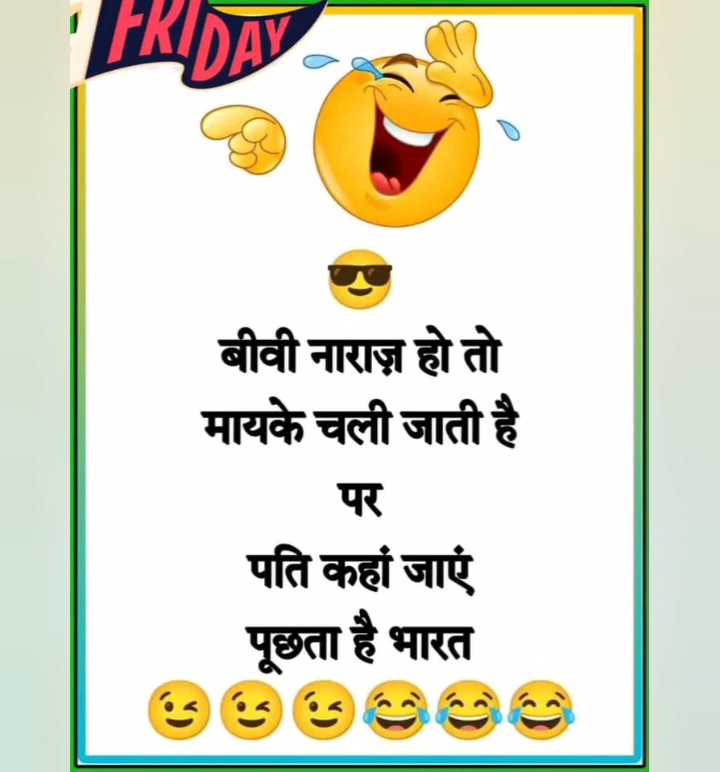 FRIDAY
बीवी नाराज़ हो तो
मायके चली जाती है
पर
पति कहां जाएं
पूछता है भारत